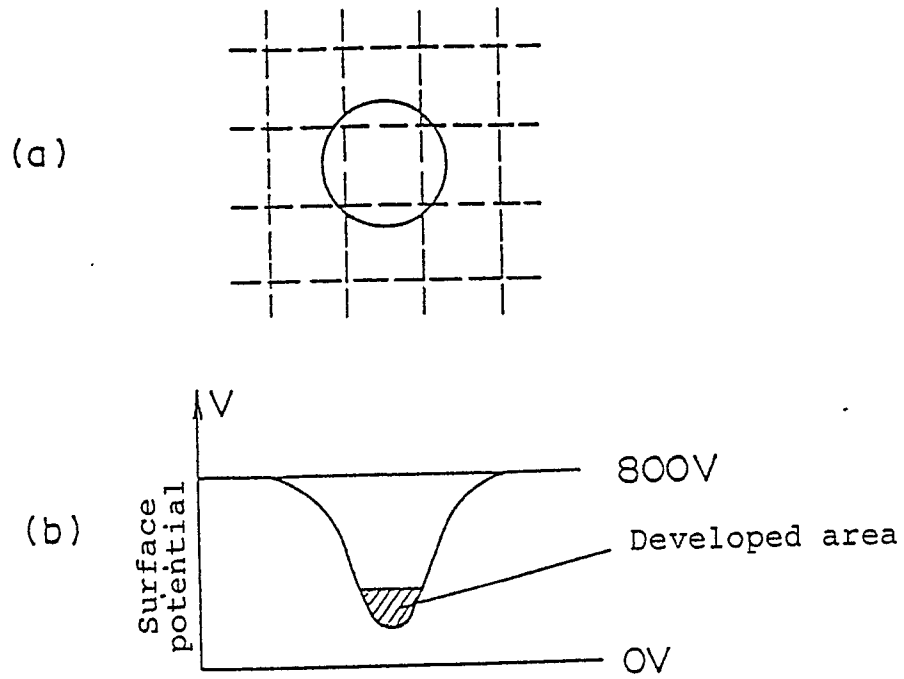 (a)
V
800V
(b)
Surface
potential
Developed area
0V